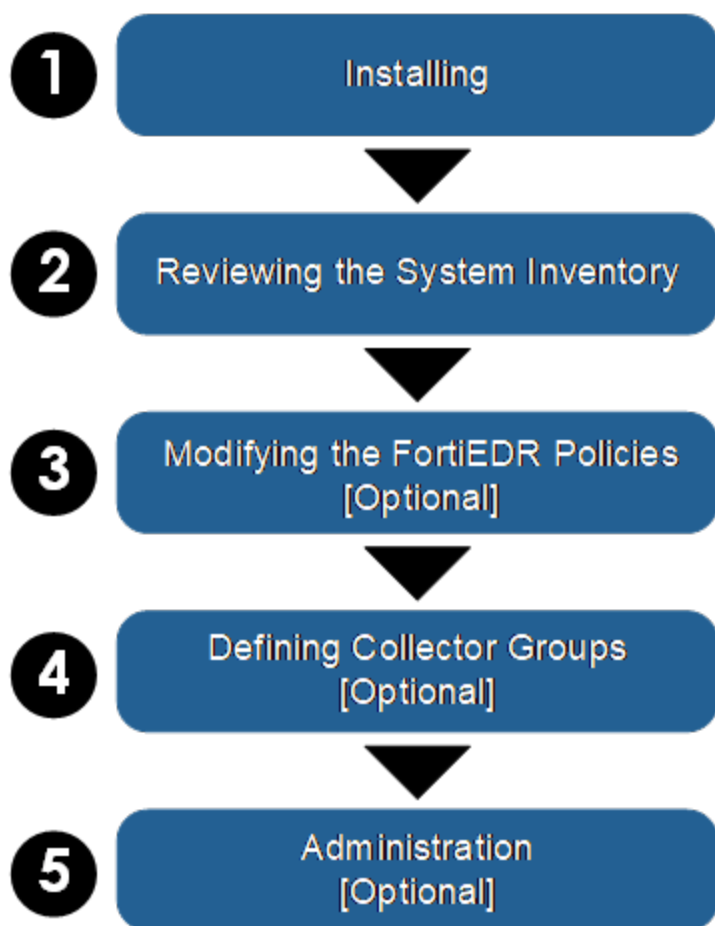 1
Installing
2
Reviewing the System Inventory
3
Modifying the FortiEDR Policies
[Optional]
4
Defining Collector Groups
[Optional]
5
Administration
[Optional]